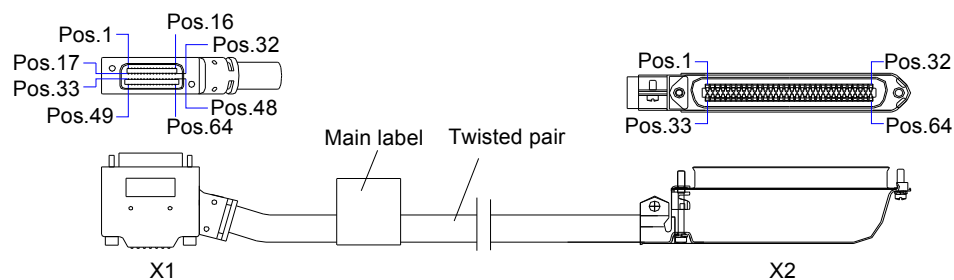 Pos.16
Pos.1
Pos.32
Pos.17
Pos.33
Pos.48
Pos.49
Pos.64
Pos.1
Pos.32
Pos.33
Pos.64
Main label
Twisted pair
X1
X2